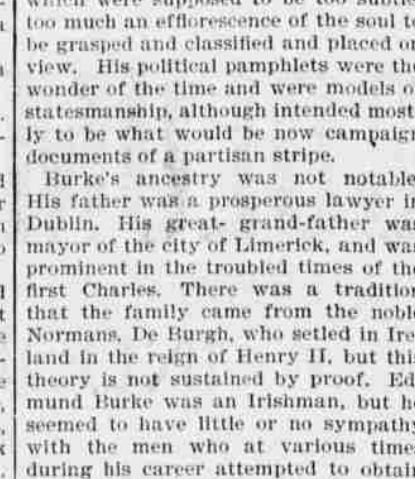 which were supposed to be too
too much an efflorescence of the soul
be grasped and classified and placed
view. His political pamphlets were the
wonder of the time and were models
statesmanship, although intended most-
ly to be what would be now campaign
documents of a partisan stripe.
Burke's ancestry was not notable
His father was a prosperous lawyer in
Dublin. His great- grand-father was
mayor of the city of Limerick, and was
prominent in the troubled times of the
first Charles. There was a tradition
that the family came from the noble
Normans, De Burgh, who setled in Ire
land in the reign of Henry II, but this
theory is not sustained by proof. Ed
mund Burke was an Irishman, but he
seemed to have little or no sympathy
with the men who at various times
during his career attempted to obtain